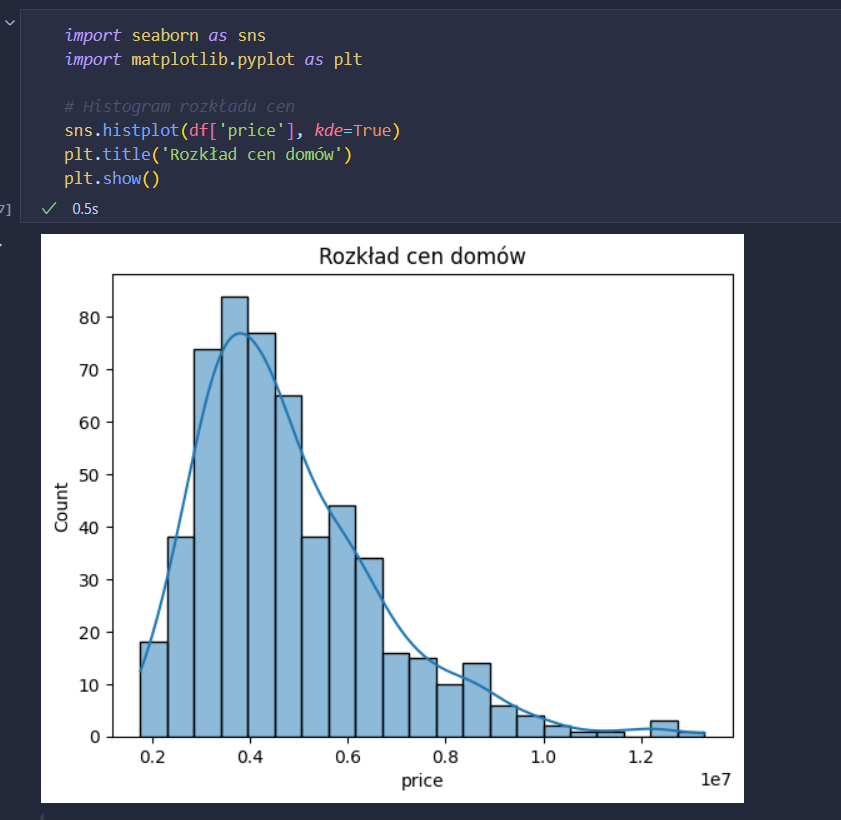 import seaborn as sns
import matplotlib.pyplot as plt
# Histogram rozkładu cen
sns.histplot(df['price'], kde=True)
plt.title('Rozkład cen domów')
plt.show()
7]
0.5s
Rozkład cen domów
80
70
60
50
40
30
20
10
0
Count
0.2 0.4 0.6 0.8 1.0 1.2
1e7
price